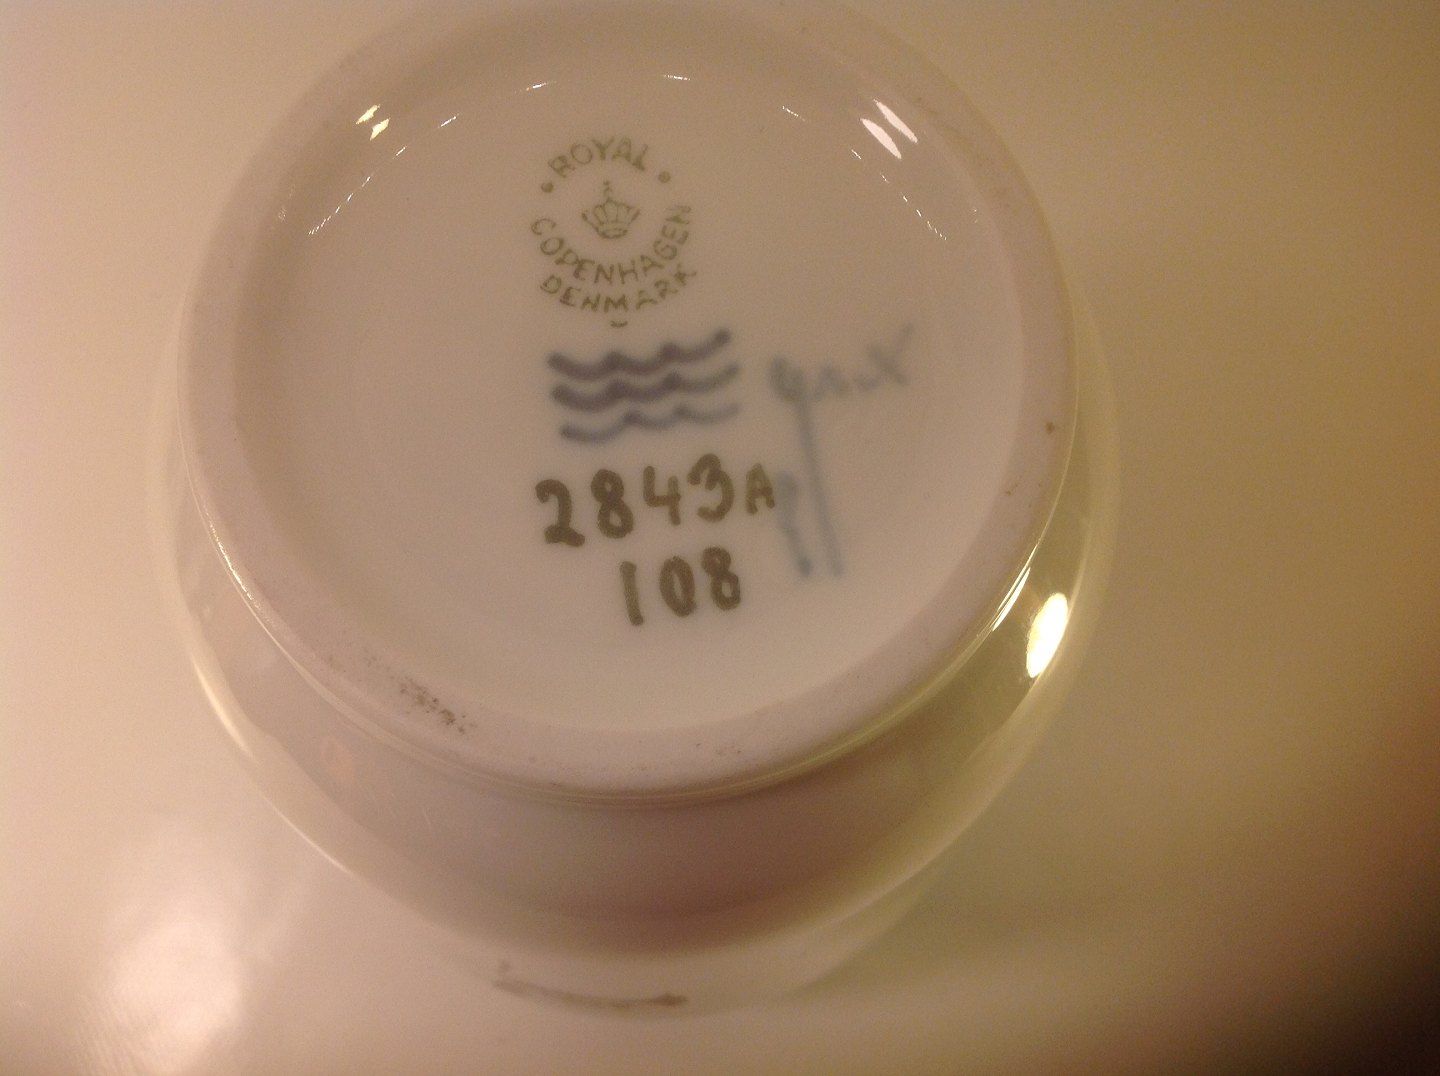 ROYAL
COPENHAGEN
DENMARK
2843A
108